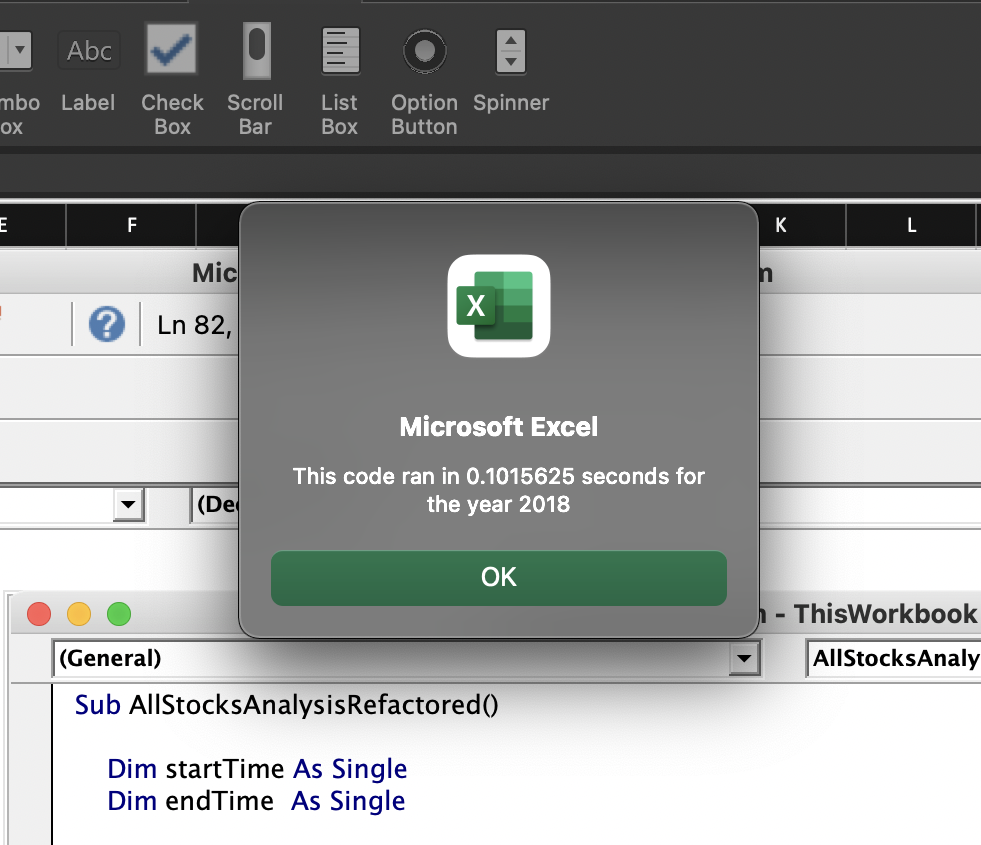 Abc
mbo Label Check Scroll List Option Spinner
ox Box Bar Box Button
E F K L
Mic m
Ln 82,
X
Microsoft Excel
This code ran in 0.1015625 seconds for
the year 2018
(De
OK
- ThisWorkbook
(General) AllStocksAnaly
Sub AllStocksAnalysisRefactored()
Dim startTime As Single
Dim endTime As Single